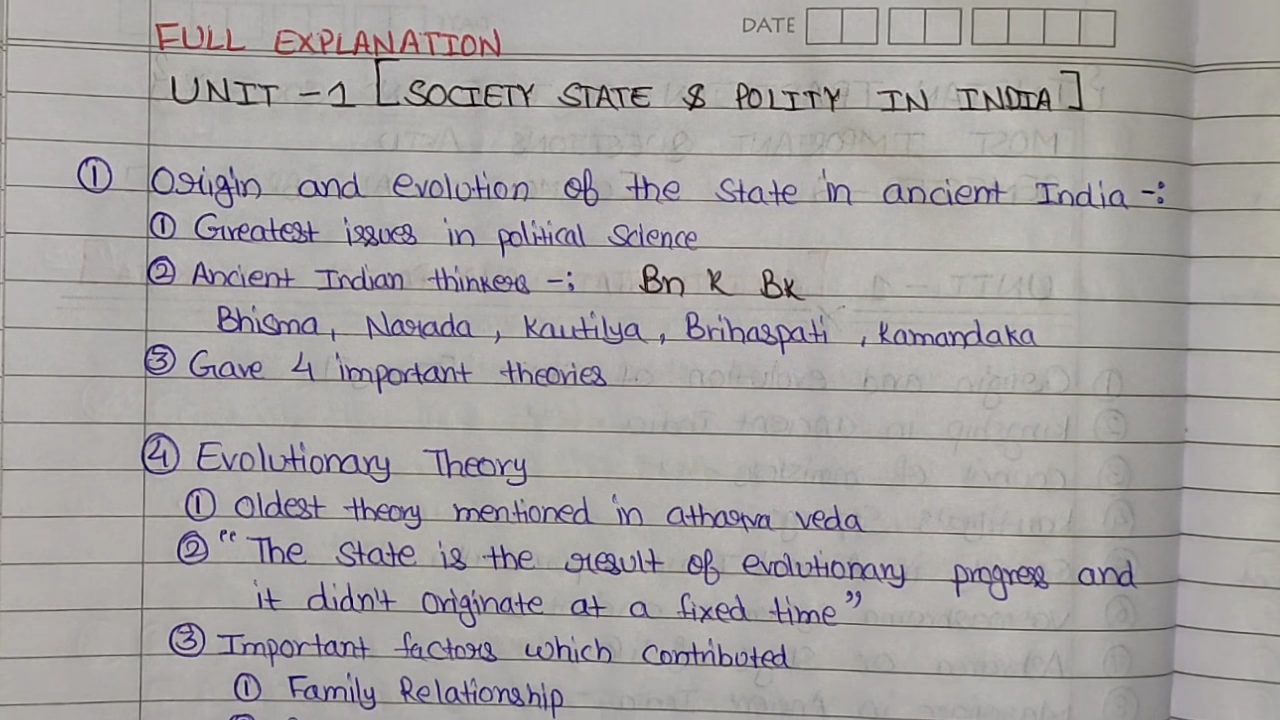 DATE
FULL EXPLANATION
UNIT - 1 [SOCIETY STATE & POLITY IN INDIA]
① Origin and evolution of the State in ancient India -:
① Greatest issues in political Science
② Ancient Indian thinkers -: Bn K Bk
Bhisma, Narada, Kautilya, Brihaspati, Kamandaka
③ Gave 4 important theories
④ Evolutionary Theory
① Oldest theory mentioned in atharva veda
② "The State is the result of evolutionary progress and
it didn't originate at a fixed time"
③ Important factors which contributed
① Family Relationship